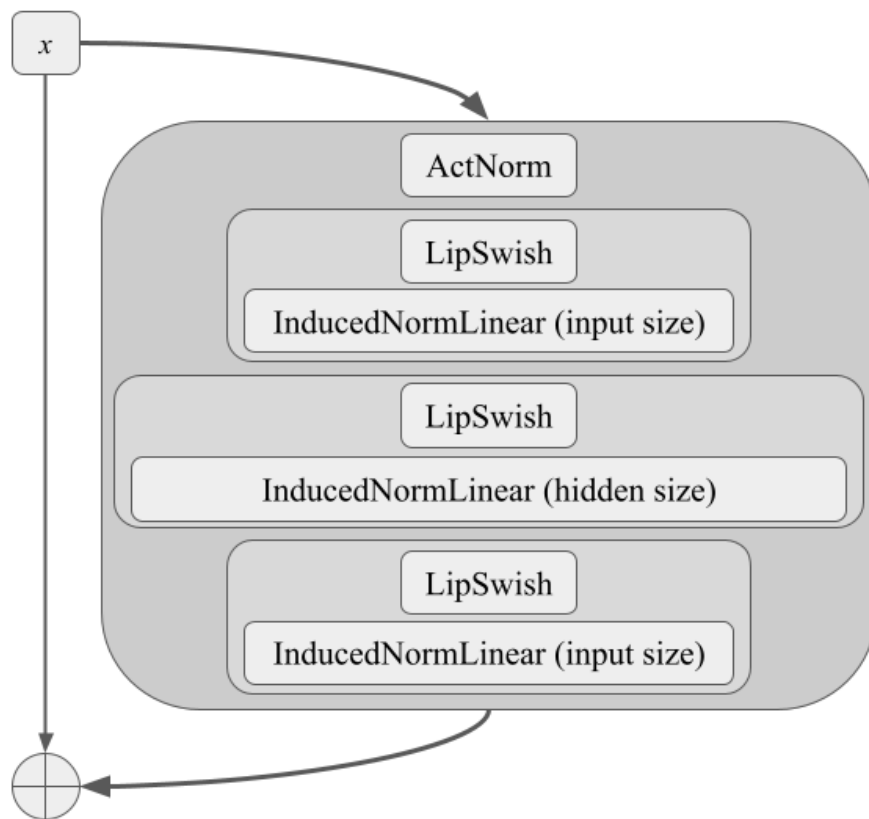 x
ActNorm
LipSwish
InducedNormLinear (input size)
LipSwish
InducedNormLinear (hidden size)
LipSwish
InducedNormLinear (input size)